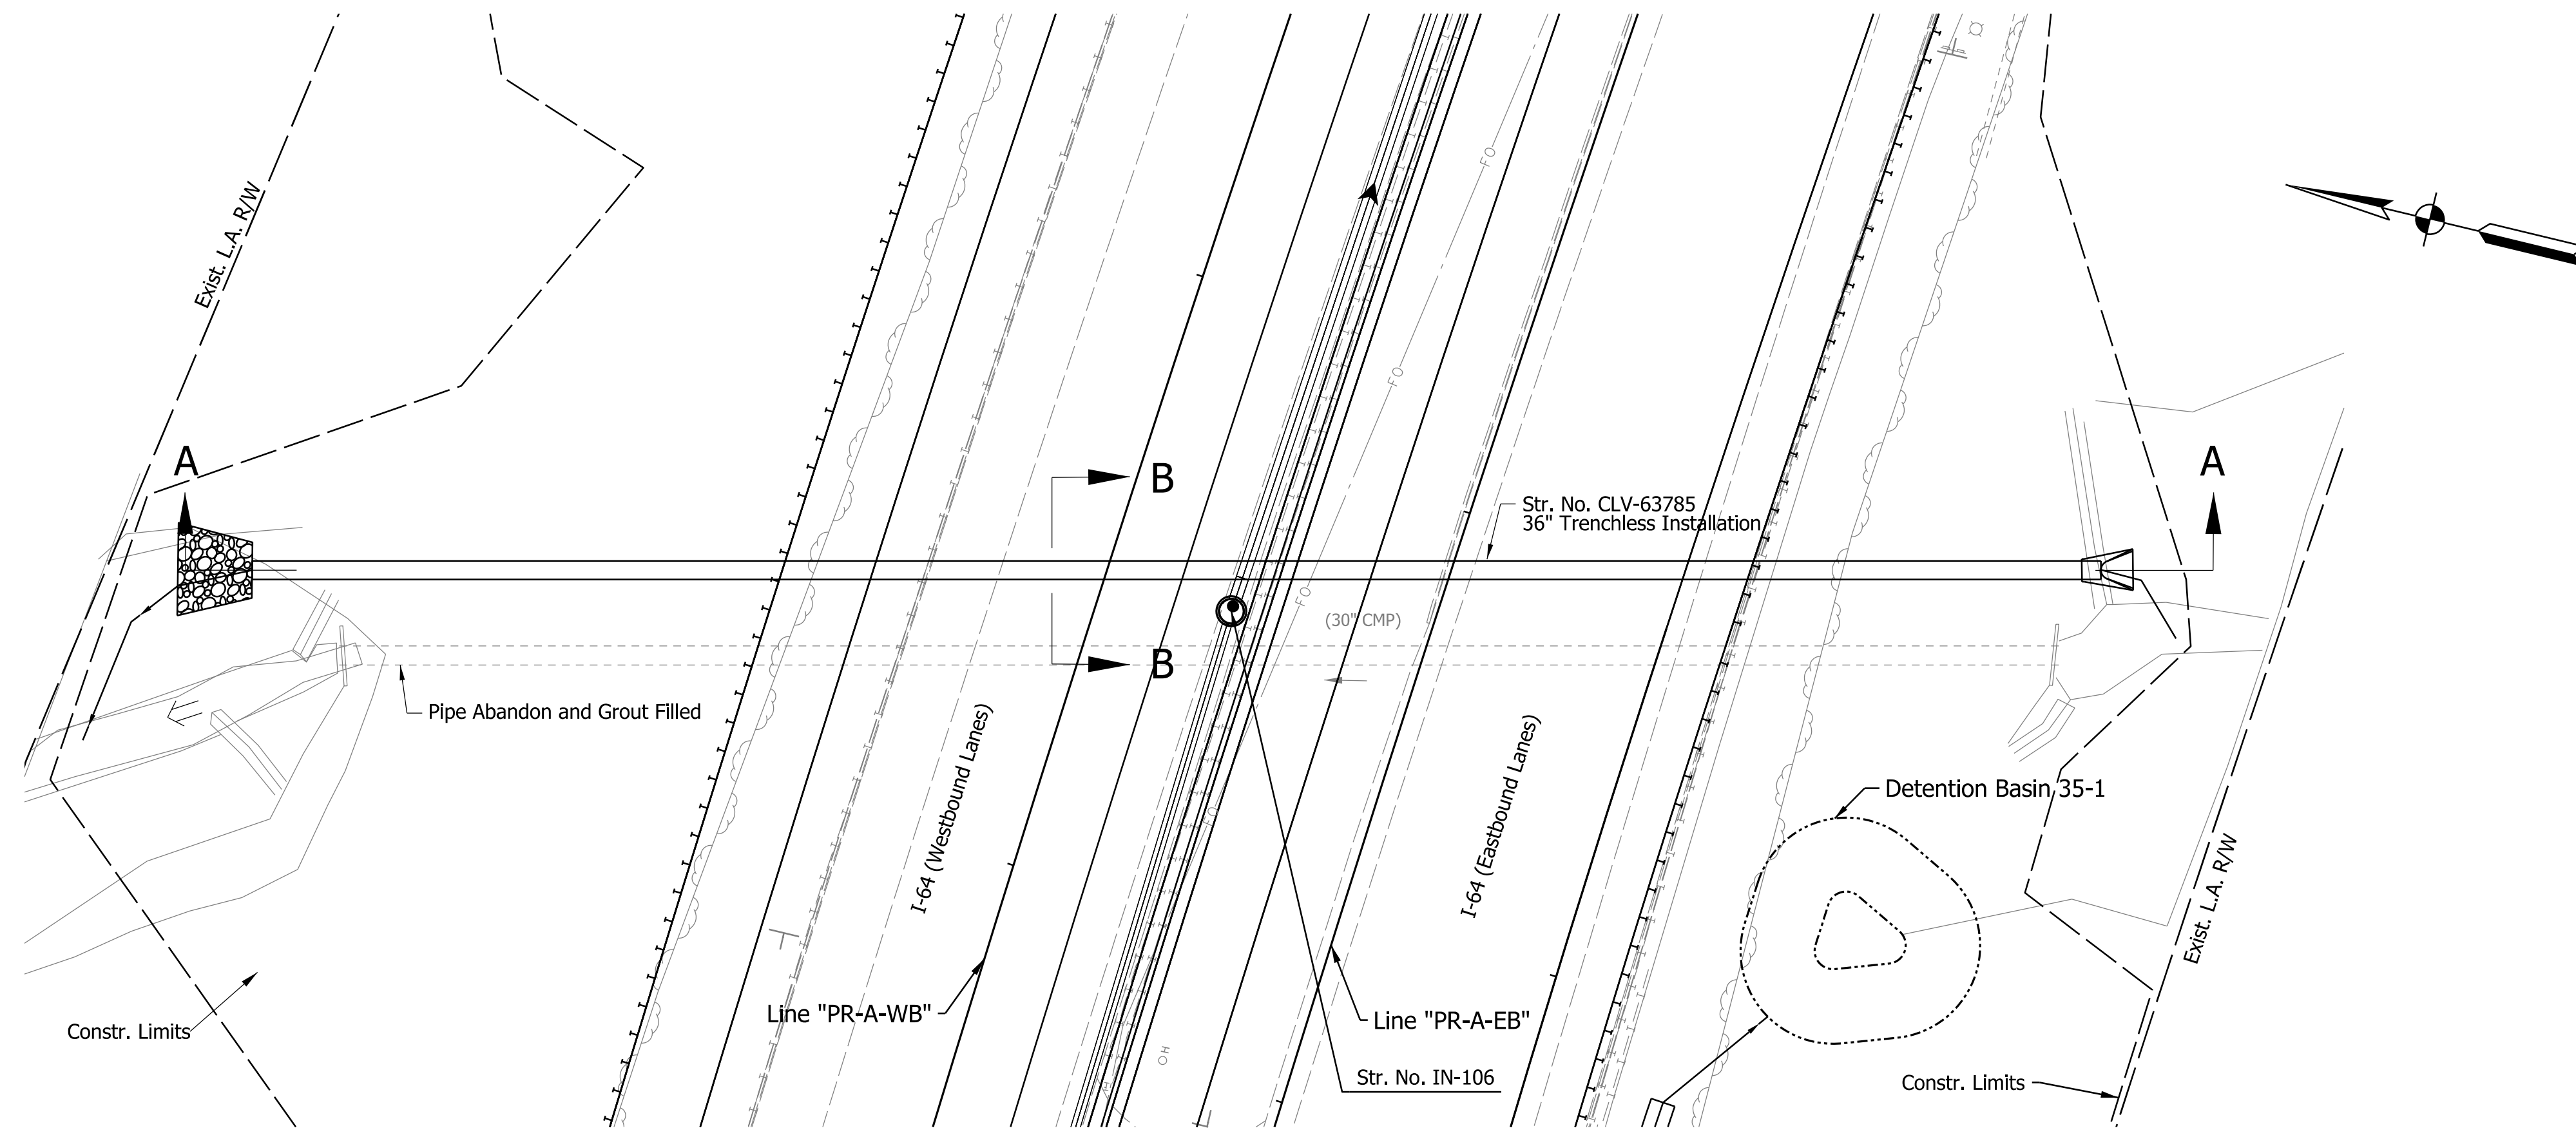 Exist. L.A. R/W
FO
FO
FO
FO
A
A
B
B
Str. No. CLV-63785
36" Trenchless Installation
(30" CMP)
Pipe Abandon and Grout Filled
I-64 (Westbound Lanes)
I-64 (Eastbound Lanes)
Detention Basin 35-1
Exist. L.A. R/W
Line "PR-A-WB"
Line "PR-A-EB"
Constr. Limits
OH
Str. No. IN-106
Constr. Limits